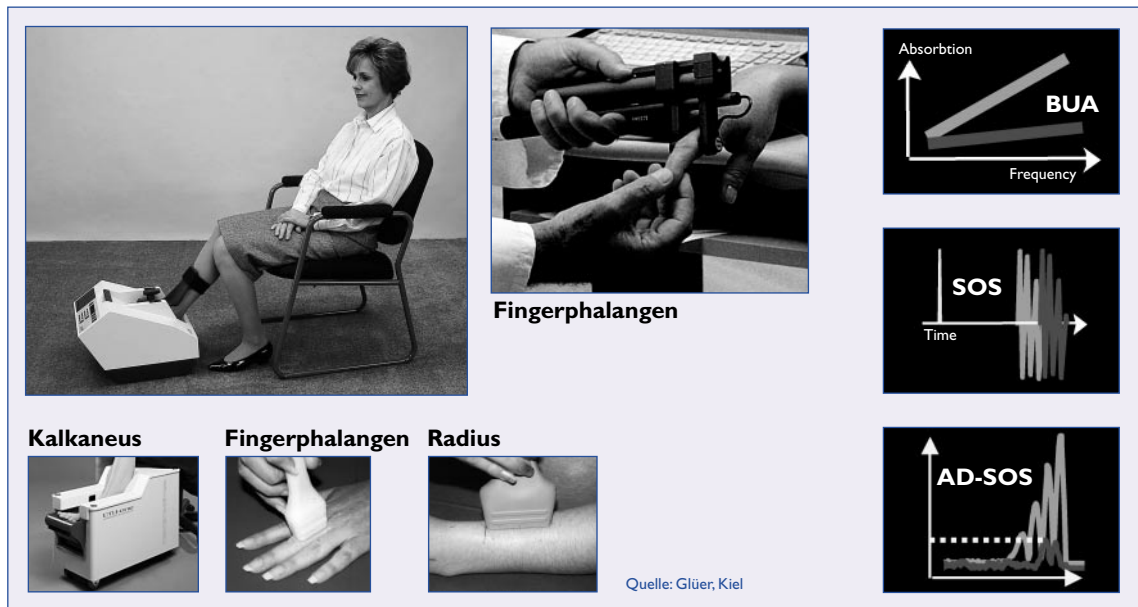 Absorbtion
BUA
Frequency
Fingerphalangen
SOS
Time
Kalkaneus
Fingerphalangen
Radius
AD-SOS
Quelle: Glüer, Kiel